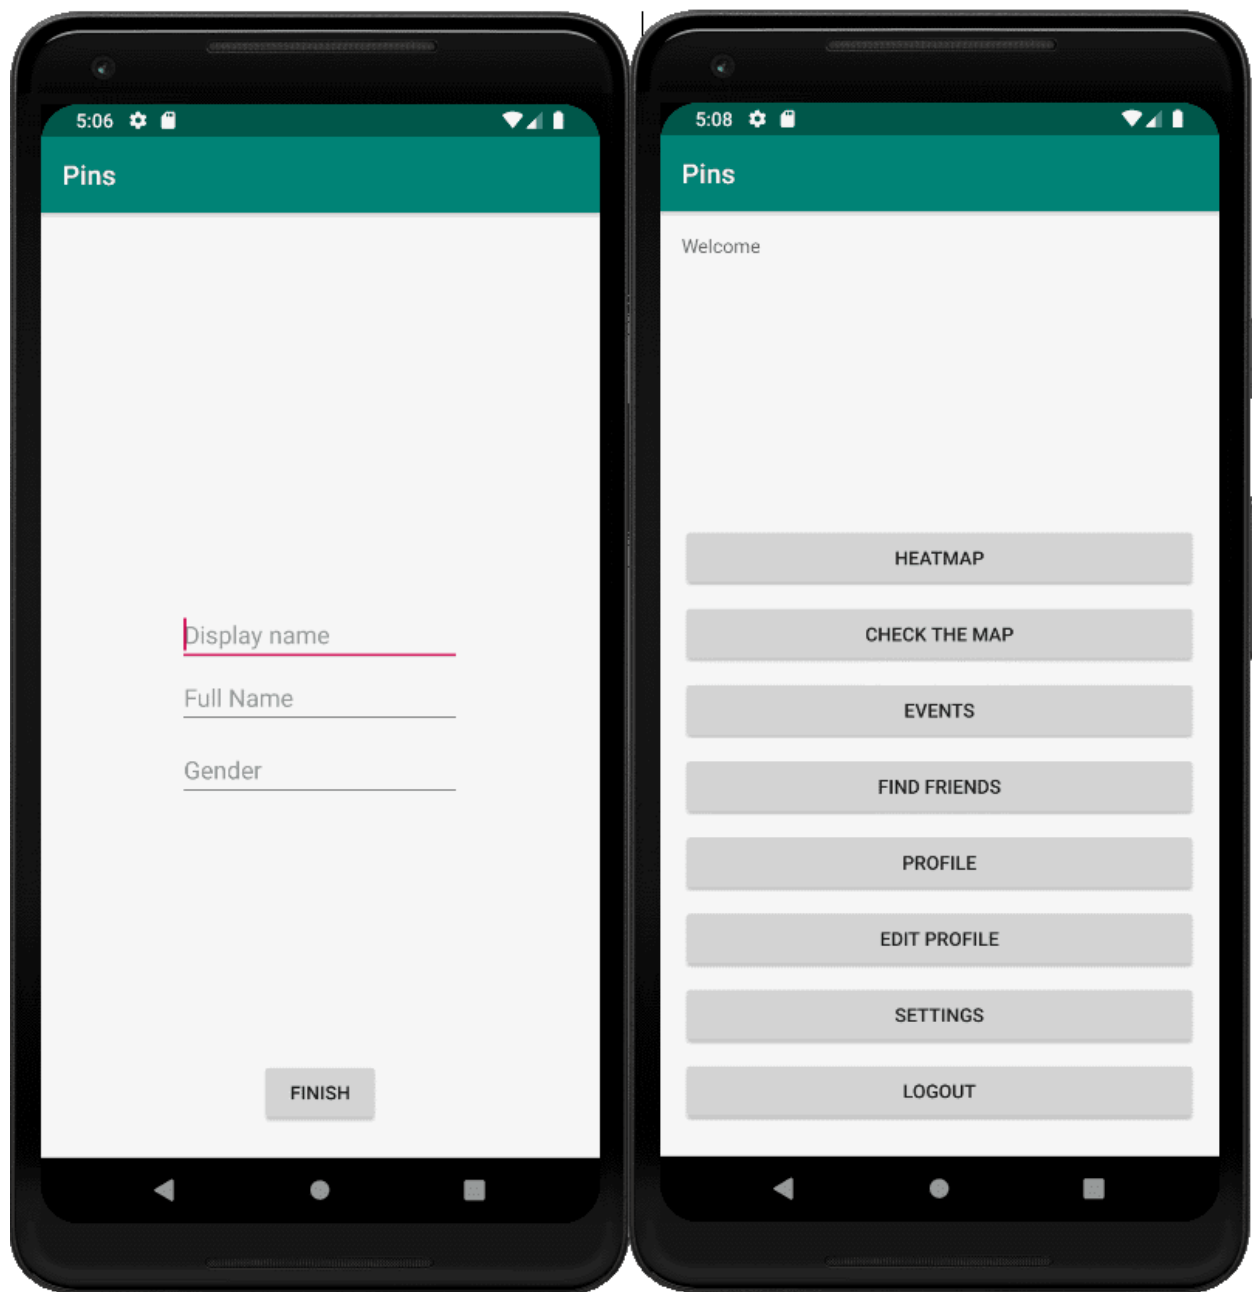 5:06
Pins
Display name
Full Name
Gender
FINISH
5:08
Pins
Welcome
HEATMAP
CHECK THE MAP
EVENTS
FIND FRIENDS
PROFILE
EDIT PROFILE
SETTINGS
LOGOUT